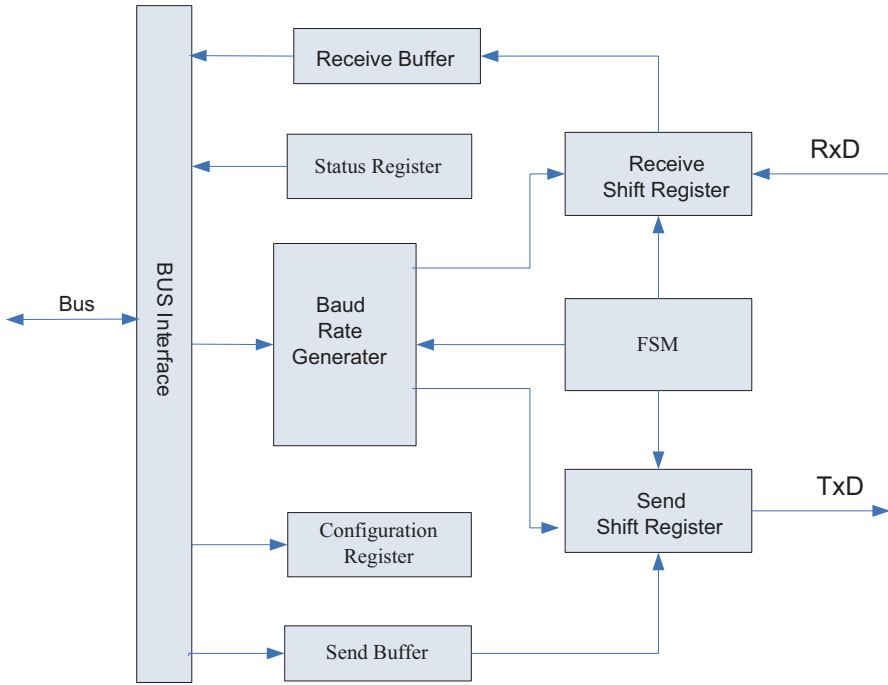 Receive Buffer
Status Register
Receive
Shift Register
RxD
Bus
BUS Interface
Baud
Rate
Generater
FSM
Send
Shift Register
TxD
Configuration
Register
Send Buffer